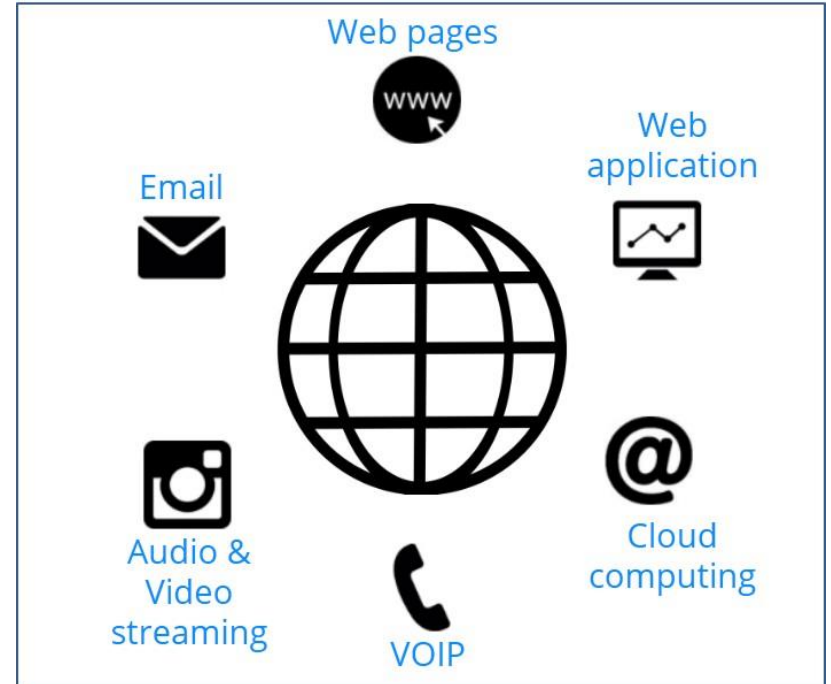 Web pages
www
Web
application
Email
@
Cloud
computing
Audio &
Video
streaming
VOIP